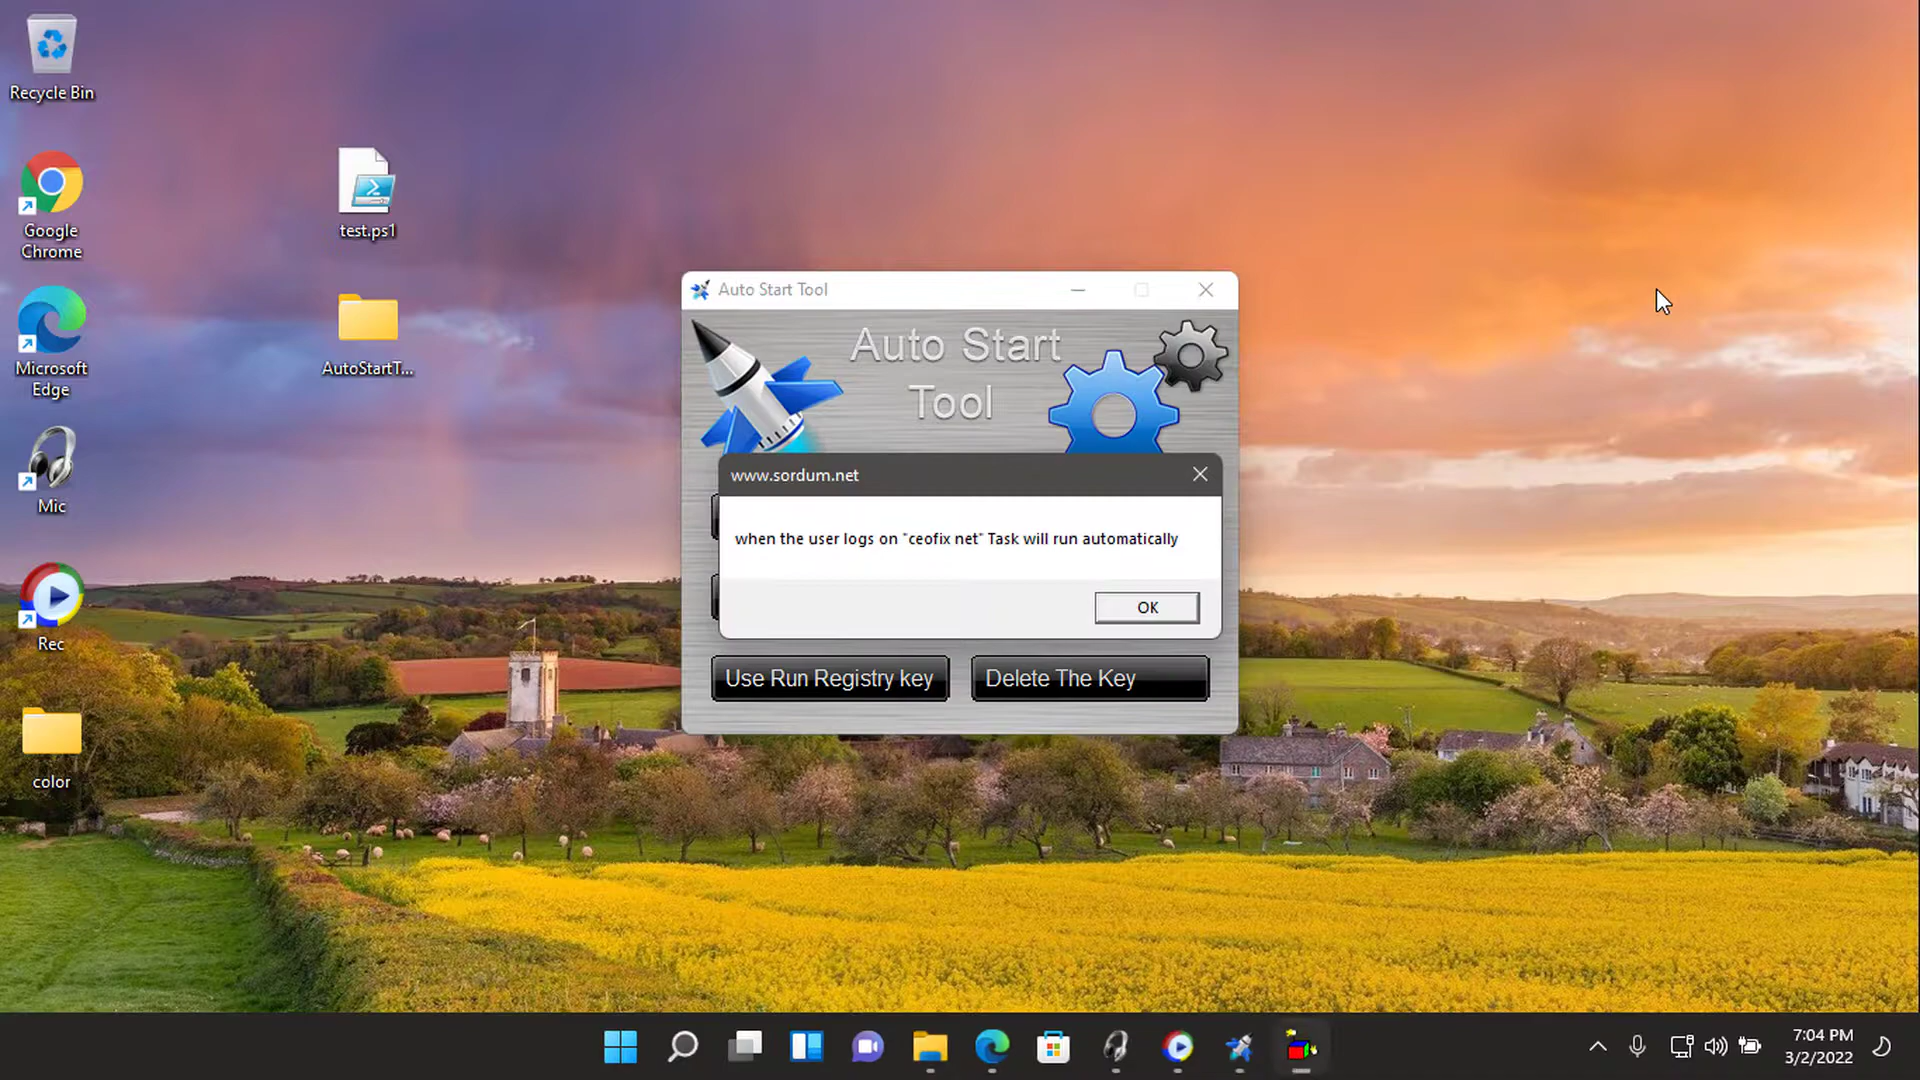 Recycle Bin
Google
Chrome
Microsoft
Edge
Mic
Rec
color
test.ps1
AutoStartT...
Auto Start Tool
Auto Start
Tool
www.sordum.net
when the user logs on "ceofix net" Task will run automatically
OK
Use Run Registry key
Delete The Key
7:04 PM
3/2/2022